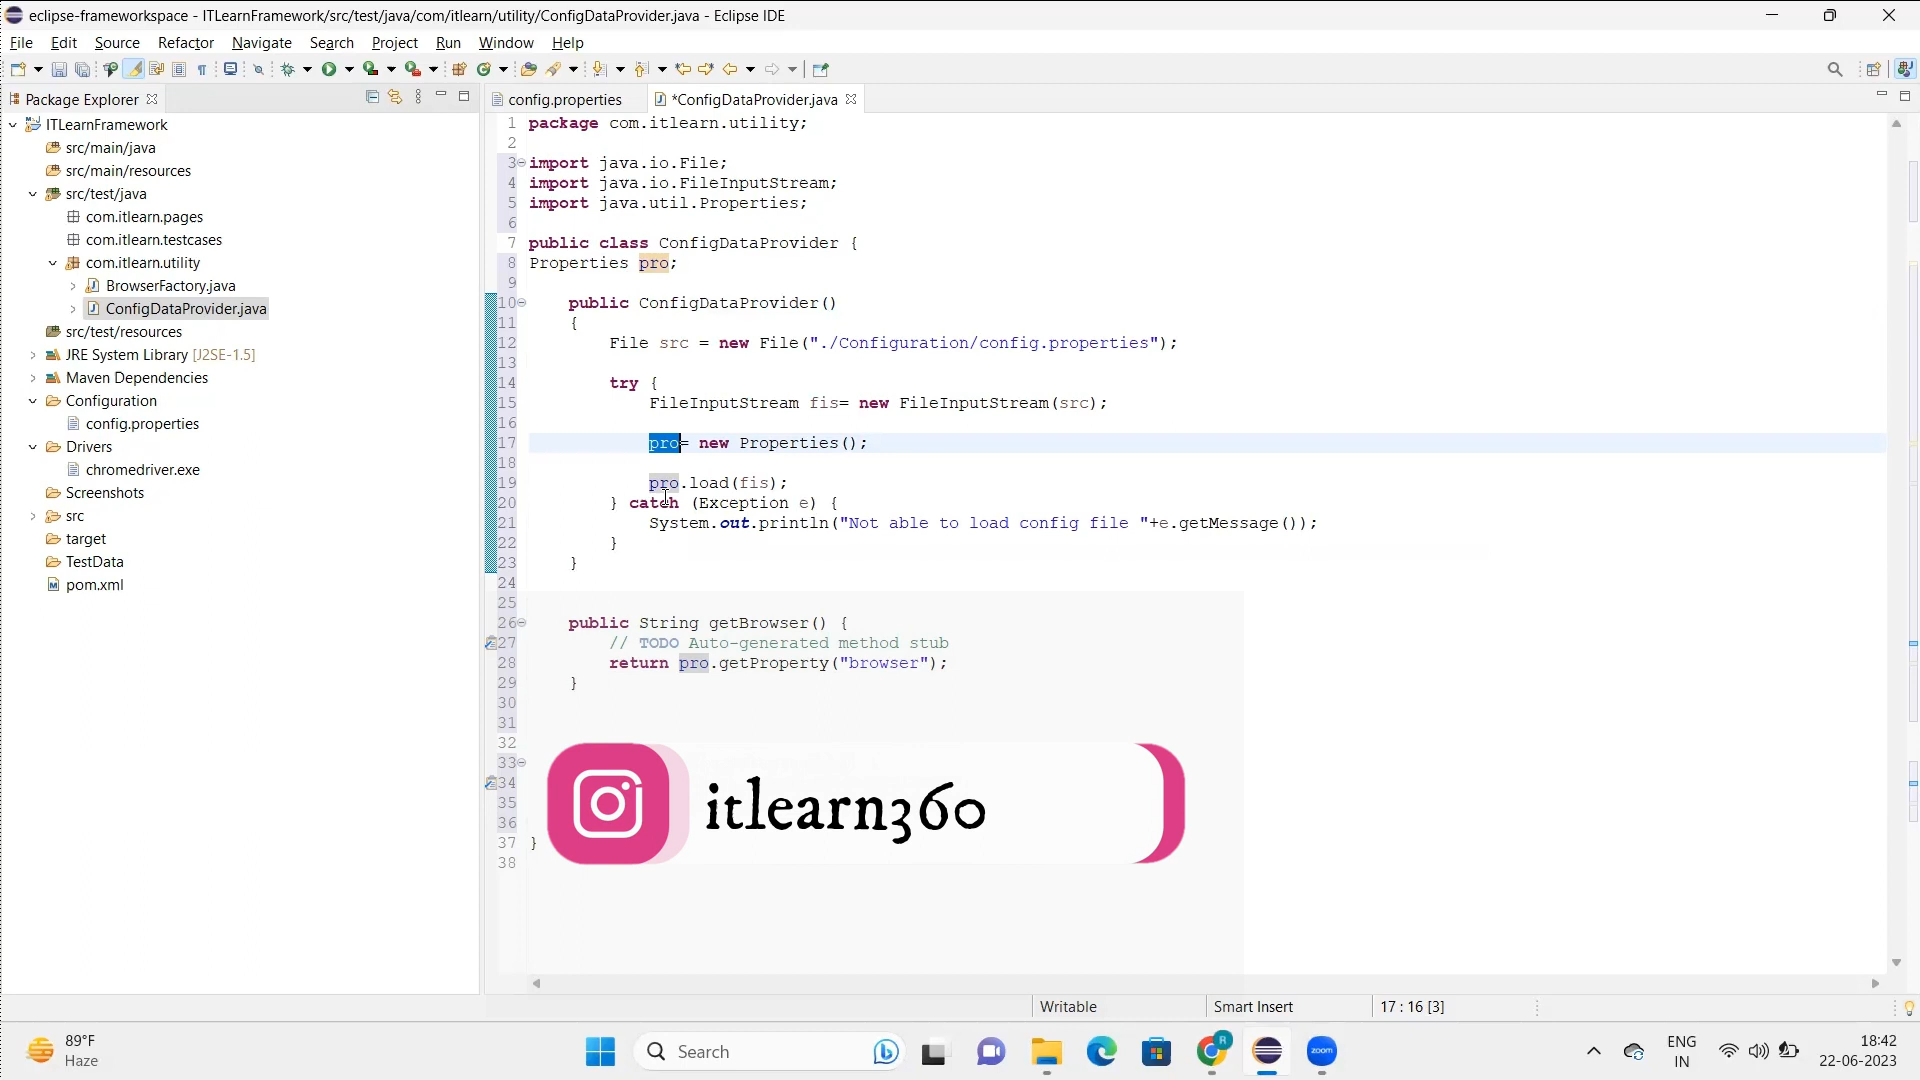 eclipse-frameworkspace - ITLearnFramework/src/test/java/com/itlearn/utility/ConfigDataProvider.java - Eclipse IDE
File Edit Source Refactor Navigate Search Project Run Window Help
Package Explorer
ITLearnFramework
src/main/java
src/main/resources
src/test/java
com.itlearn.pages
com.itlearn.testcases
com.itlearn.utility
BrowserFactory.java
ConfigDataProvider.java
src/test/resources
JRE System Library [J2SE-1.5]
Maven Dependencies
Configuration
config.properties
Drivers
chromedriver.exe
Screenshots
src
target
TestData
pom.xml
config.properties *ConfigDataProvider.java
1 package com.itlearn.utility;
2
3 import java.io.File;
4 import java.io.FileInputStream;
5 import java.util.Properties;
6
7 public class ConfigDataProvider {
8 Properties pro;
9
10 public ConfigDataProvider()
11 {
12 File src = new File("./Configuration/config.properties");
13
14 try {
15 FileInputStream fis= new FileInputStream(src);
16
17 pro= new Properties();
18
19 pro.load(fis);
20 } catch (Exception e) {
21 System.out.println("Not able to load config file "+e.getMessage());
22 }
23 }
24
25
26 public String getBrowser() {
27 // TODO Auto-generated method stub
28 return pro.getProperty("browser");
29 }
30
31
32
33
34
35
36
37 }
38
itlearn360
Writable Smart Insert 17 : 16 [3]
89°F
Haze
Search
zoom
R
ENG
IN
18:42
22-06-2023